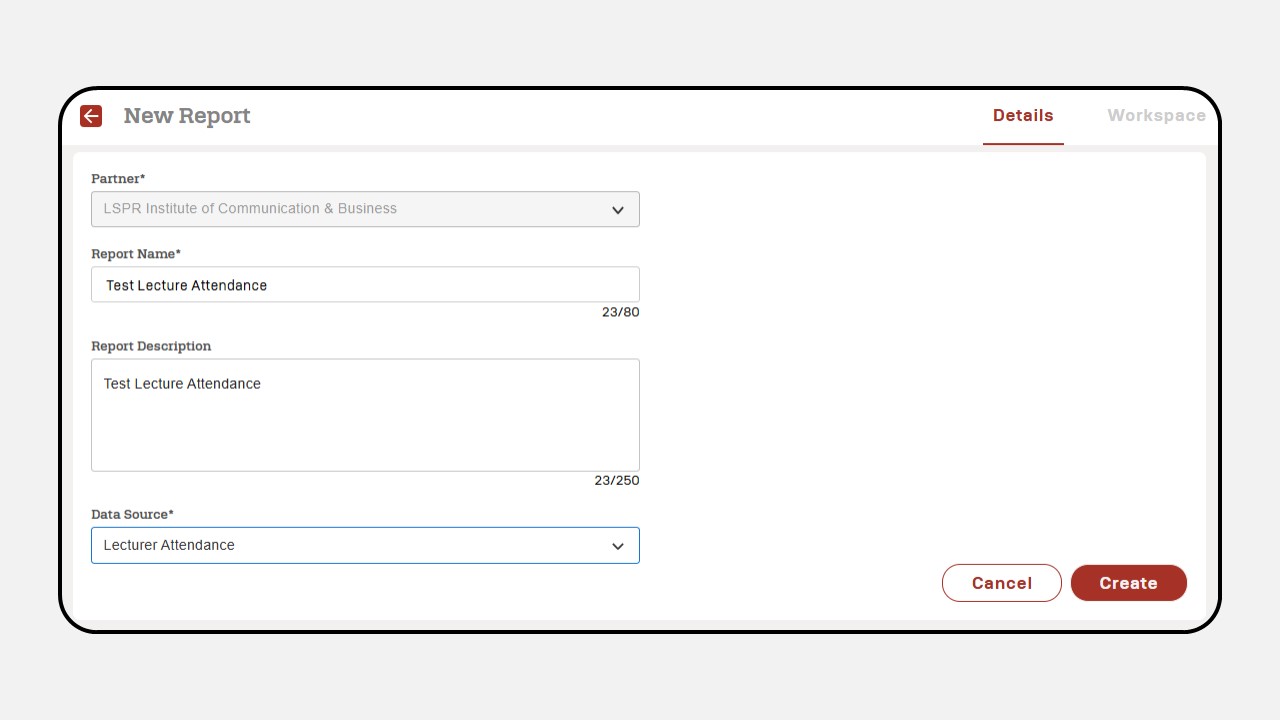 New Report
Details
Workspace
Partner*
LSPR Institute of Communication & Business
Report Name*
Test Lecture Attendance
23/80
Report Description
Test Lecture Attendance
23/250
Data Source*
Lecturer Attendance
Cancel
Create